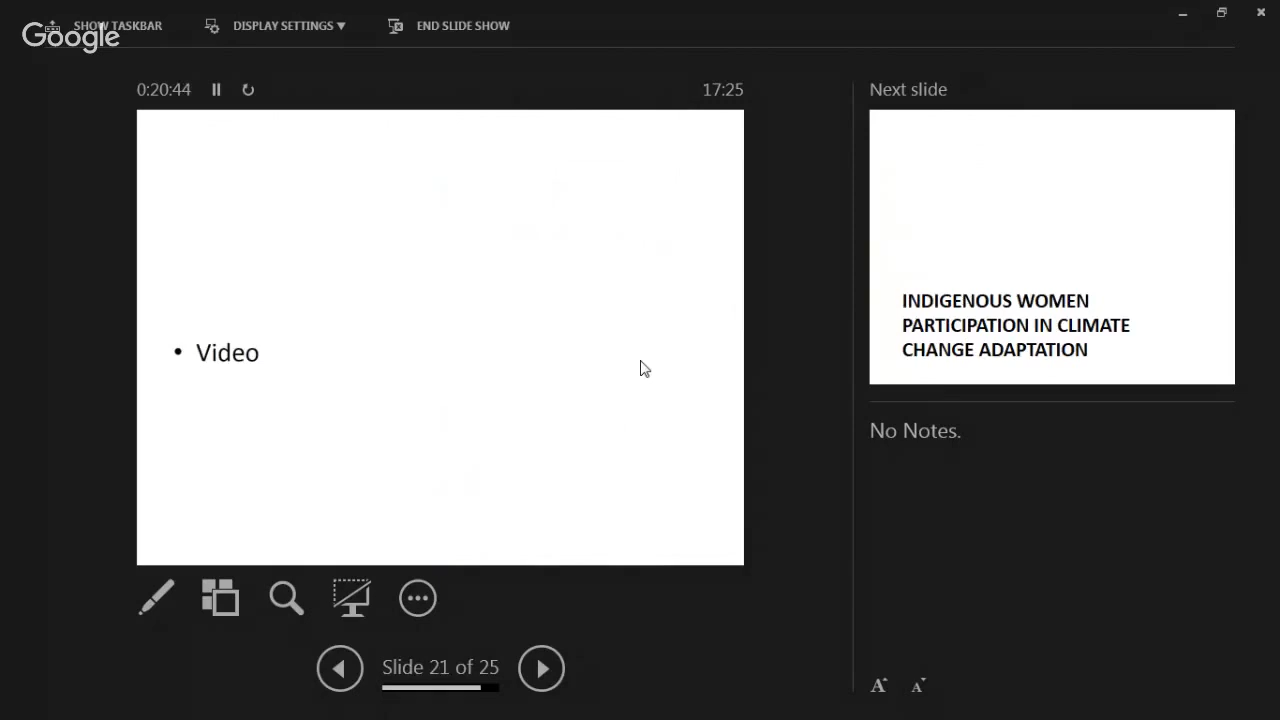 SHOW TASKBAR
DISPLAY SETTINGS ▼
END SLIDE SHOW
Google
0:20:44
17:25
Next slide
• Video
INDIGENOUS WOMEN
PARTICIPATION IN CLIMATE
CHANGE ADAPTATION
No Notes.
Slide 21 of 25
A A